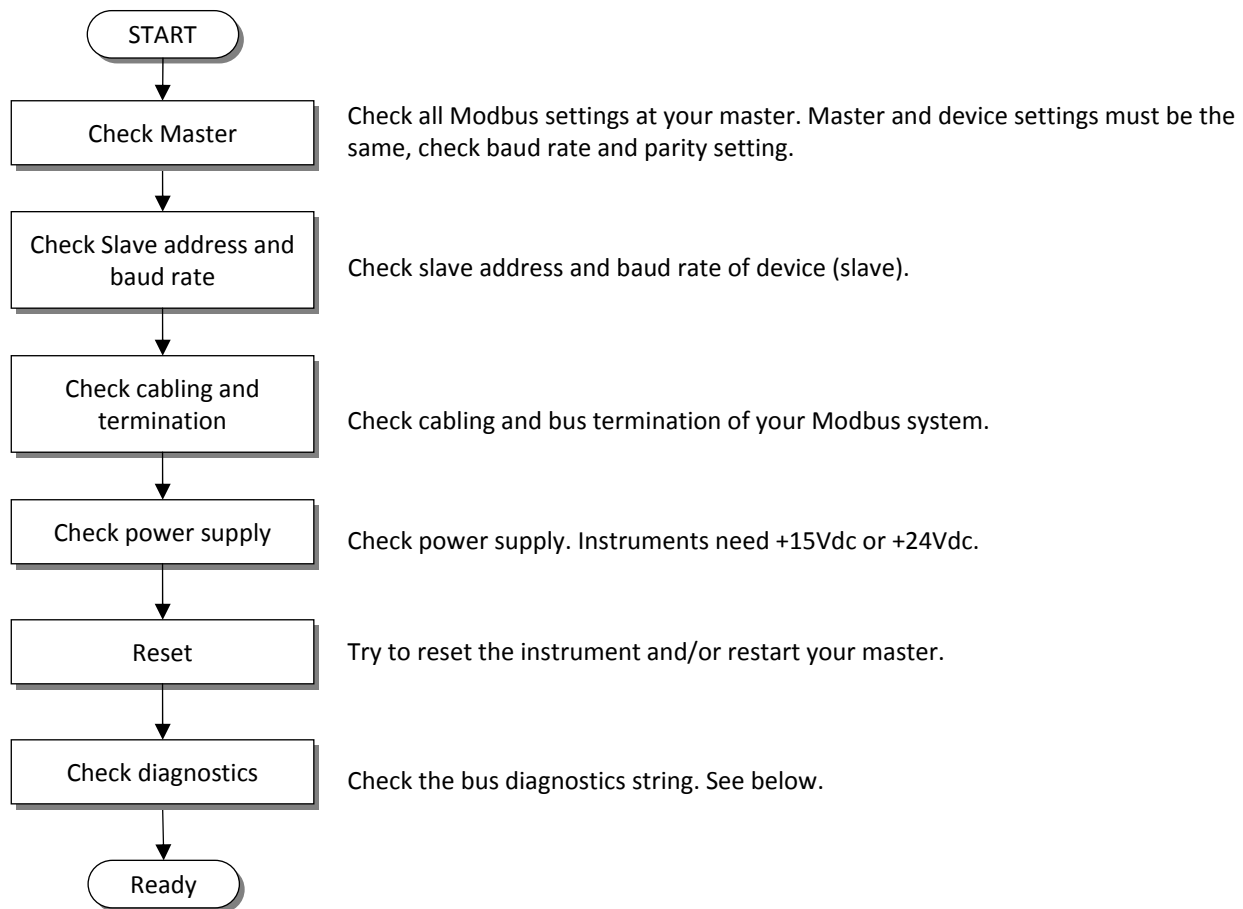 START
Check Master
Check all Modbus settings at your master. Master and device settings must be the
same, check baud rate and parity setting.
Check Slave address and
baud rate
Check slave address and baud rate of device (slave).
Check cabling and
termination
Check cabling and bus termination of your Modbus system.
Check power supply
Check power supply. Instruments need +15Vdc or +24Vdc.
Reset
Try to reset the instrument and/or restart your master.
Check diagnostics
Check the bus diagnostics string. See below.
Ready